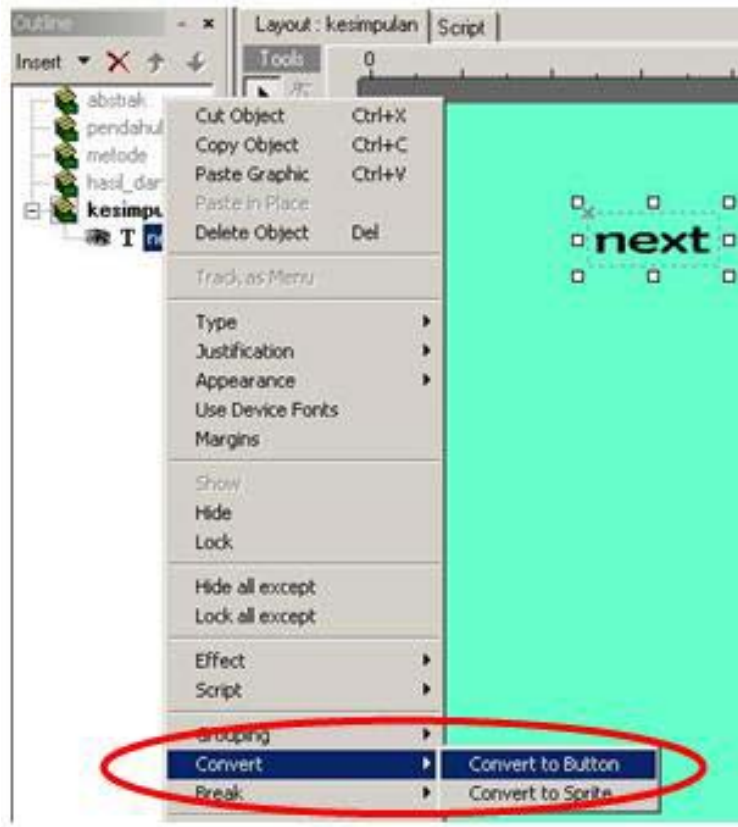 Outline
Layout : kesimpulan Script
Insert
Tools 0
abstrak
pendahul
metode
hasil_dar
kesimpu
T ne
Cut Object Ctrl+X
Copy Object Ctrl+C
Paste Graphic Ctrl+V
Paste in Place
Delete Object Del
Track as Menu
Type
Justification
Appearance
Use Device Fonts
Margins
Show
Hide
Lock
Hide all except
Lock all except
Effect
Script
Grouping
Convert Convert to Button
Break Convert to Sprite
next